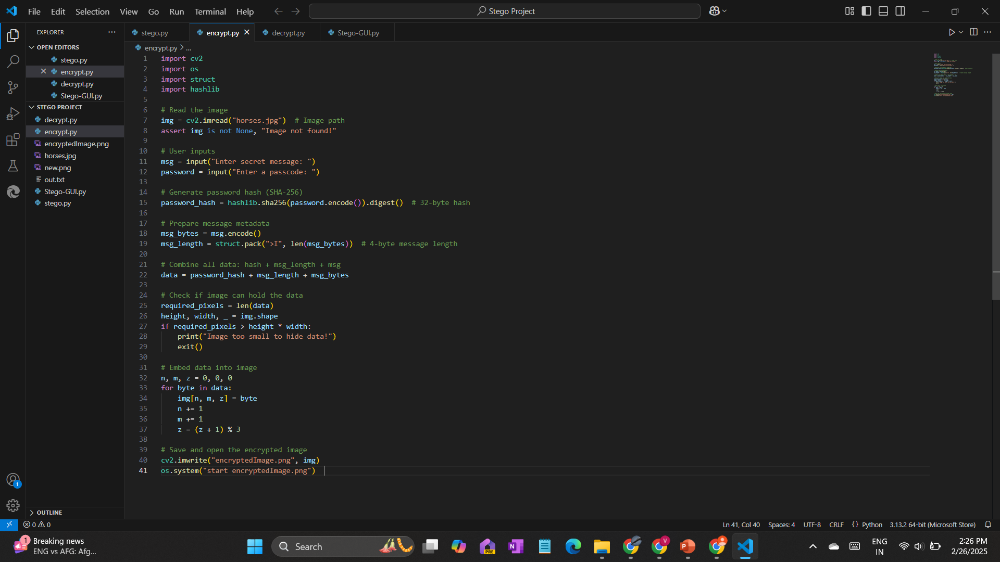 File Edit Selection View Go Run Terminal Help
Stego Project
EXPLORER
OPEN EDITORS
stego.py
encrypt.py
decrypt.py
Stego-GUI.py
STEGO PROJECT
decrypt.py
encrypt.py
encryptedImage.png
horses.jpg
new.png
out.txt
Stego-GUI.py
stego.py
OUTLINE
stego.py encrypt.py decrypt.py Stego-GUI.py
encrypt.py > ...
1 import cv2
2 import os
3 import struct
4 import hashlib
5
6 # Read the image
7 img = cv2.imread("horses.jpg")  # Image path
8 assert img is not None, "Image not found!"
9
10 # User inputs
11 msg = input("Enter secret message: ")
12 password = input("Enter a passcode: ")
13
14 # Generate password hash (SHA-256)
15 password_hash = hashlib.sha256(password.encode()).digest()  # 32-byte hash
16
17 # Prepare message metadata
18 msg_bytes = msg.encode()
19 msg_length = struct.pack(">I", len(msg_bytes))  # 4-byte message length
20
21 # Combine all data: hash + msg_length + msg
22 data = password_hash + msg_length + msg_bytes
23
24 # Check if image can hold the data
25 required_pixels = len(data)
26 height, width, _ = img.shape
27 if required_pixels > height * width:
28     print("Image too small to hide data!")
29     exit()
30
31 # Embed data into image
32 n, m, z = 0, 0, 0
33 for byte in data:
34     img[n, m, z] = byte
35     n += 1
36     m += 1
37     z = (z + 1) % 3
38
39 # Save and open the encrypted image
40 cv2.imwrite("encryptedImage.png", img)
41 os.system("start encryptedImage.png")
1
0 0
Ln 41, Col 40 Spaces: 4 UTF-8 CRLF {} Python 3.13.2 64-bit (Microsoft Store)
1 Breaking news
ENG vs AFG: Afg...
Search
PRE
N
V
P
ENG
IN
2:26 PM
2/26/2025